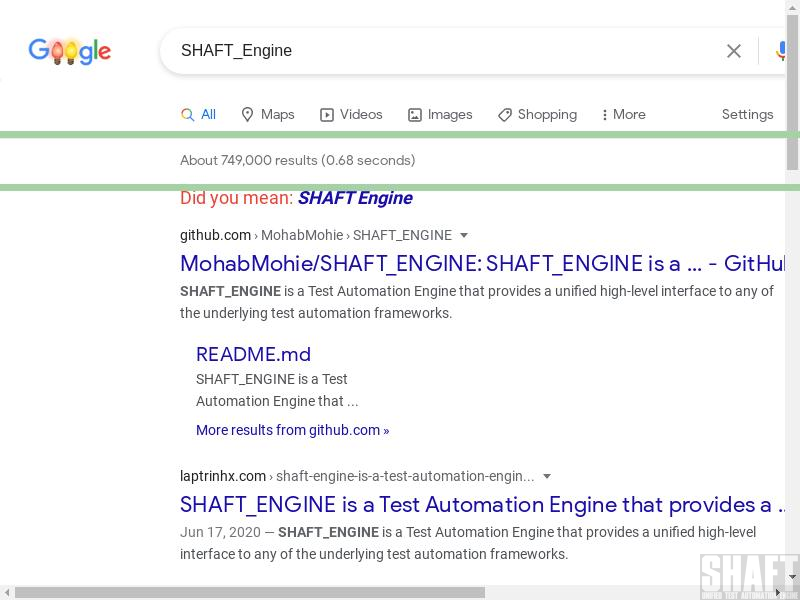 Google
SHAFT_Engine
All Maps Videos Images Shopping More Settings
About 749,000 results (0.68 seconds)
Did you mean: SHAFT Engine
github.com › MohabMohie › SHAFT_ENGINE
MohabMohie/SHAFT_ENGINE: SHAFT_ENGINE is a ... - GitHu
SHAFT_ENGINE is a Test Automation Engine that provides a unified high-level interface to any of
the underlying test automation frameworks.
README.md
SHAFT_ENGINE is a Test
Automation Engine that ...
More results from github.com »
laptrinhx.com › shaft-engine-is-a-test-automation-engin...
SHAFT_ENGINE is a Test Automation Engine that provides a ..
Jun 17, 2020 — SHAFT_ENGINE is a Test Automation Engine that provides a unified high-level
interface to any of the underlying test automation frameworks.
SHAFT
UNIFIED TEST AUTOMATION ENGINE